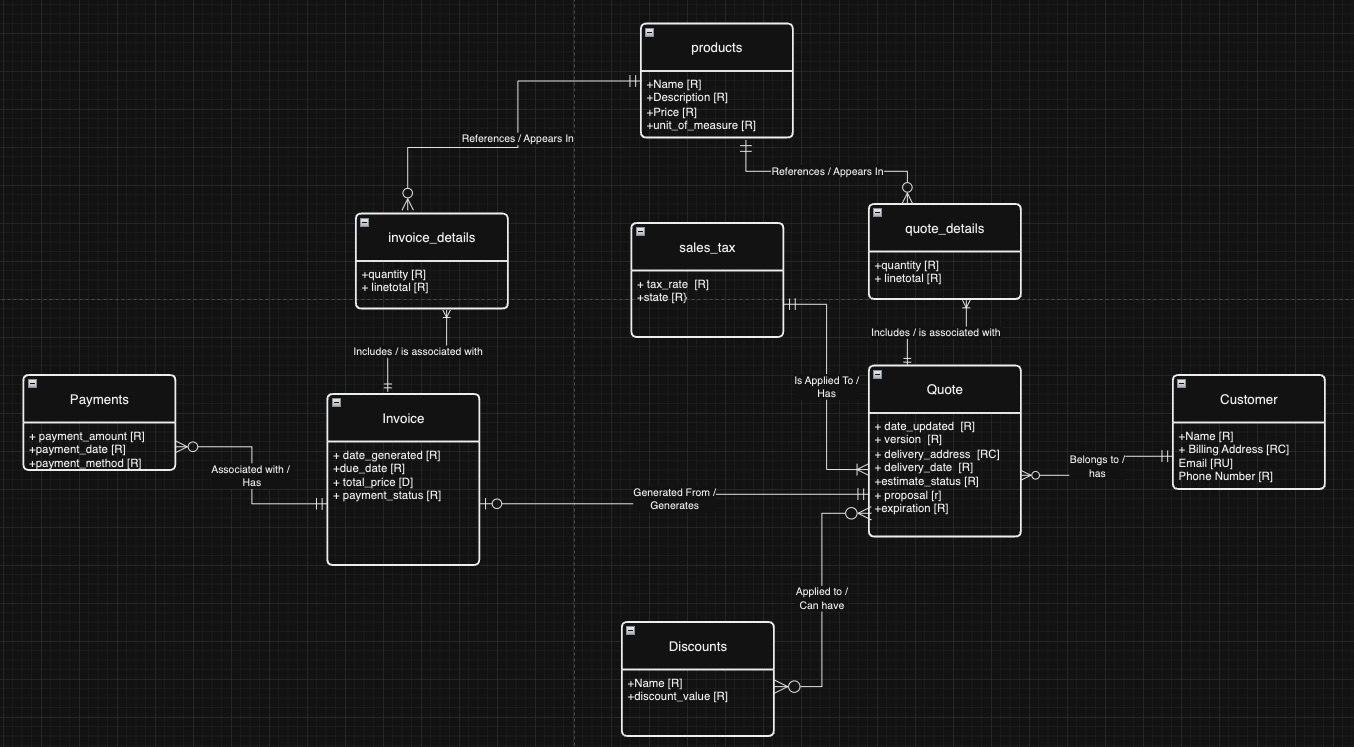 products
+Name [R]
+Description [R]
+Price [R]
+unit_of_measure [R]
References / Appears In
References / Appears In
invoice_details
+quantity [R]
+ linetotal [R]
sales_tax
+ tax_rate  [R]
+state [R}
quote_details
+quantity [R]
+ linetotal [R]
Includes / is associated with
Includes / is associated with
Payments
+ payment_amount [R]
+payment_date [R]
+payment_method [R]
Associated with /
Has
Invoice
+ date_generated [R]
+due_date [R]
+ total_price [D]
+ payment_status [R]
Is Applied To /
Has
Generated From /
Generates
Quote
+ date_updated  [R]
+ version  [R]
+ delivery_address  [RC]
+ delivery_date  [R]
+estimate_status [R]
+ proposal [r]
+expiration [R]
Belongs to /
has
Customer
+Name [R]
+ Billing Address [RC]
Email [RU]
Phone Number [R]
Applied to /
Can have
Discounts
+Name [R]
+discount_value [R]